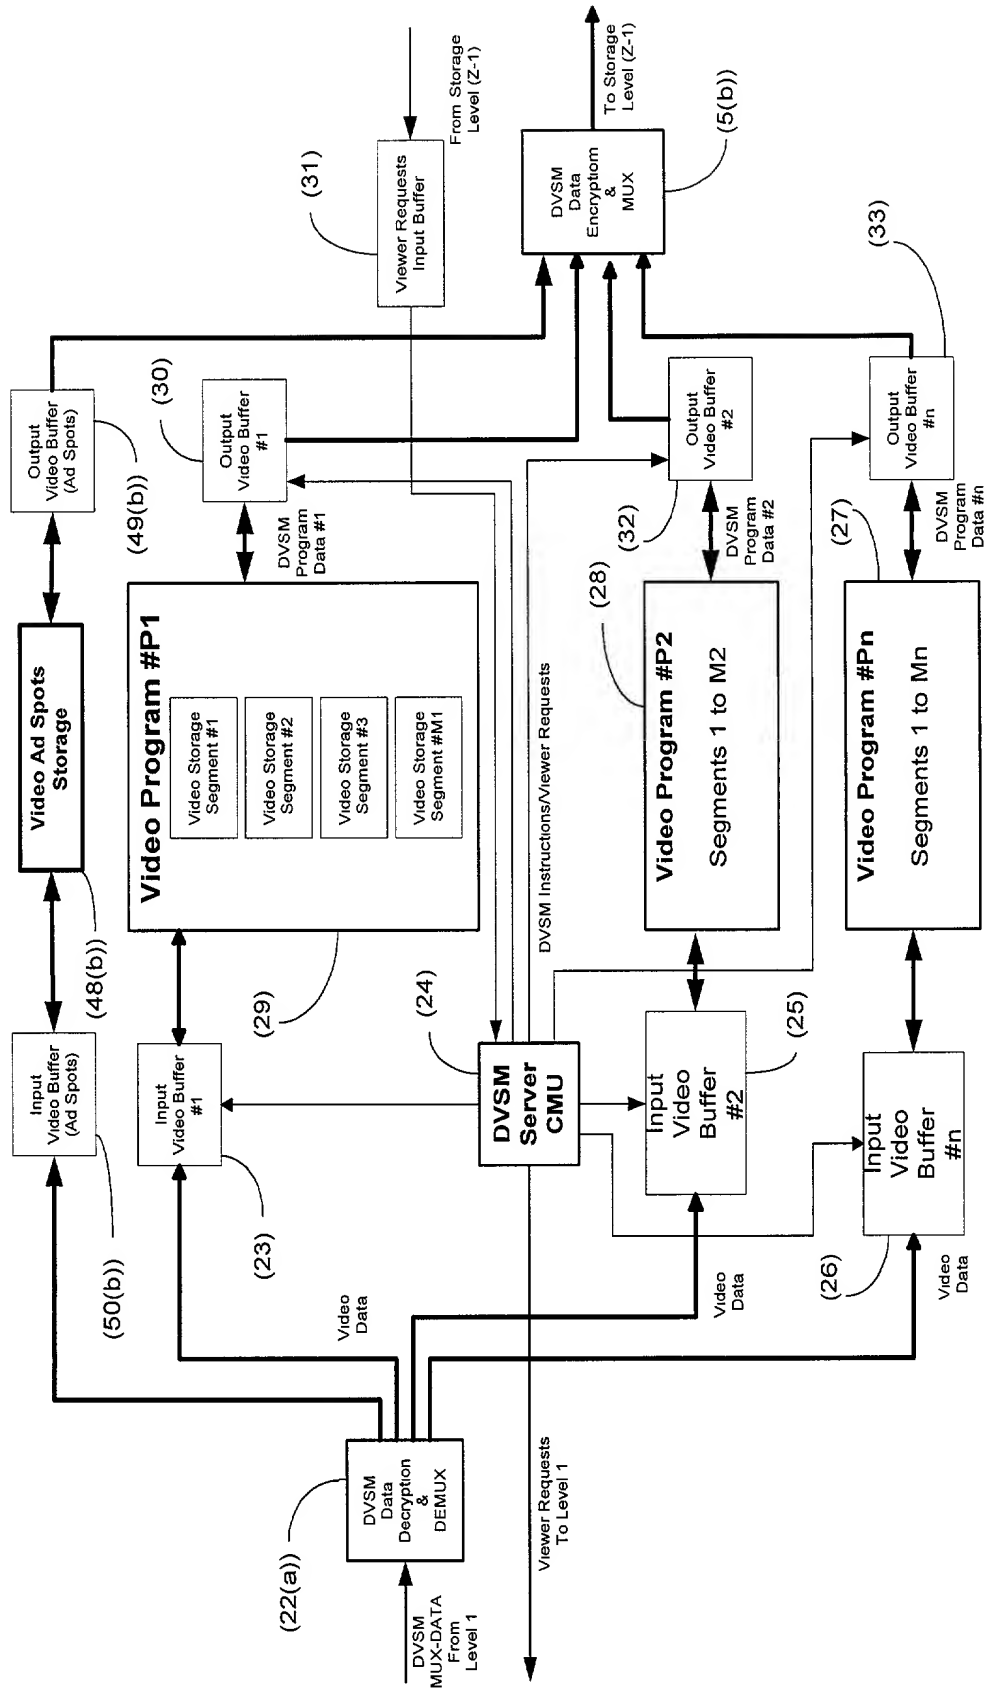 DVSM
MUX-DATA
From
Level 1
(22(a))
DVSM
Data
Decryption
&
DEMUX
Viewer Requests
To Level 1
Video
Data
Video
Data
Video
Data
(50(b))
Input
Video Buffer
(Ad Spots)
(48(b))
Video Ad Spots
Storage
(49(b))
Output
Video Buffer
(Ad Spots)
(23)
Input
Video Buffer
#1
(29)
Video Program #P1
Video Storage
Segment #1
Video Storage
Segment #2
Video Storage
Segment #3
Video Storage
Segment #M1
DVSM
Program
Data #1
(30)
Output
Video Buffer
#1
(31)
Viewer Requests
Input Buffer
From Storage
Level (Z-1)
(24)
DVSM
Server
CMU
DVSM Instructions/Viewer Requests
(25)
Input
Video
Buffer
#2
(28)
Video Program #P2
Segments 1 to M2
DVSM
Program
Data #2
(32)
Output
Video Buffer
#2
(26)
Input
Video
Buffer
#n
(27)
Video Program #Pn
Segments 1 to Mn
DVSM
Program
Data #n
(33)
Output
Video Buffer
#n
DVSM
Data
Encryptiom
&
MUX
(5(b))
To Storage
Level (Z-1)